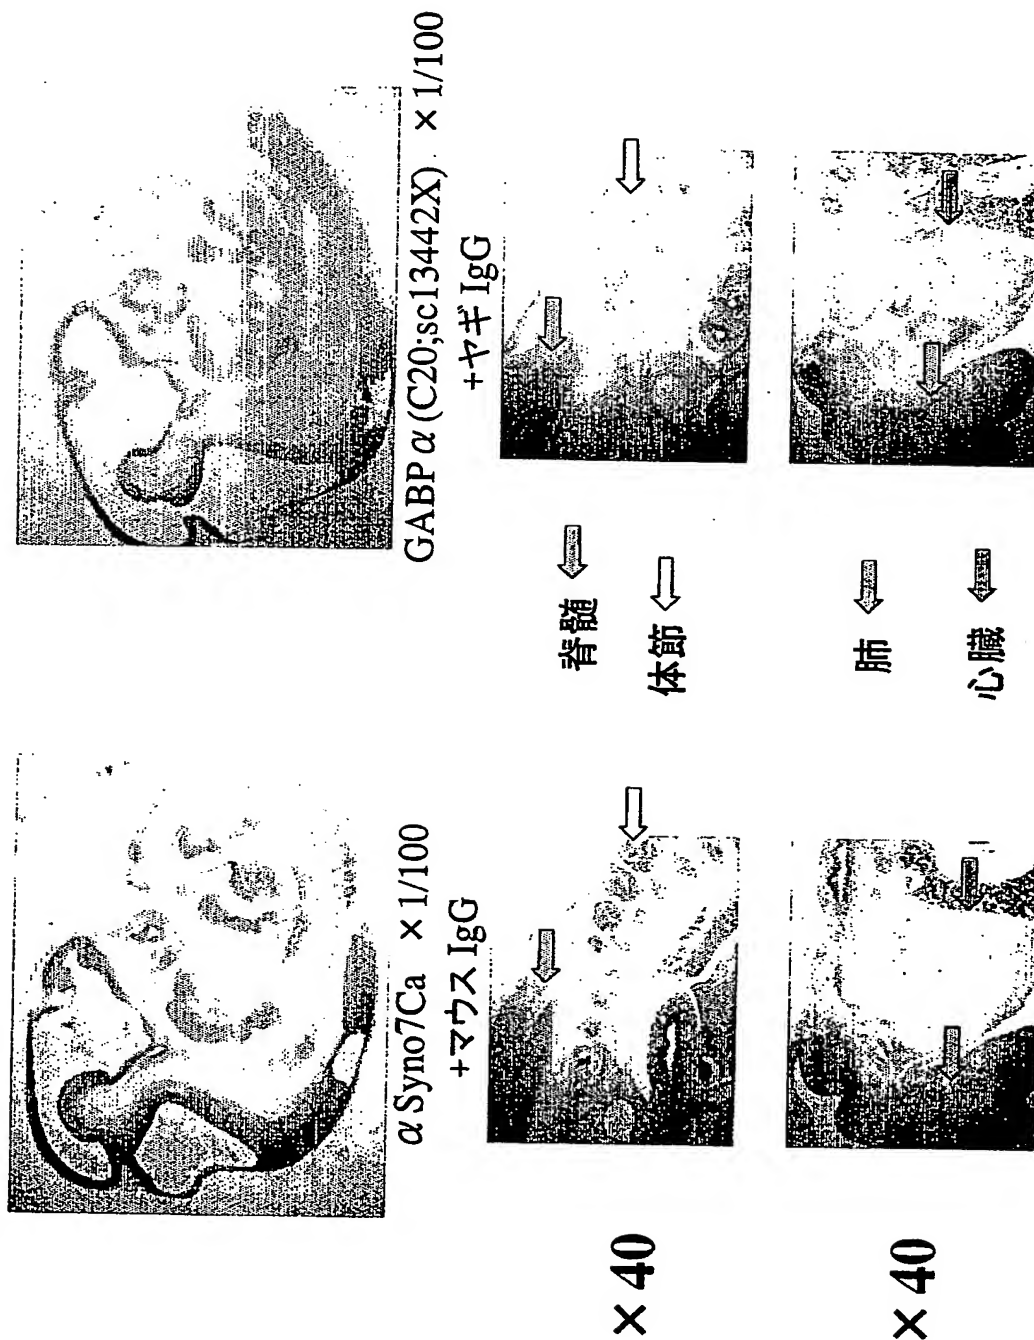 α Syno7Ca × 1/100
+マウス IgG
GABP α (C20;sc13442X) × 1/100
+ヤギ IgG
× 40
脊髄
体節
× 40
肺
心臓